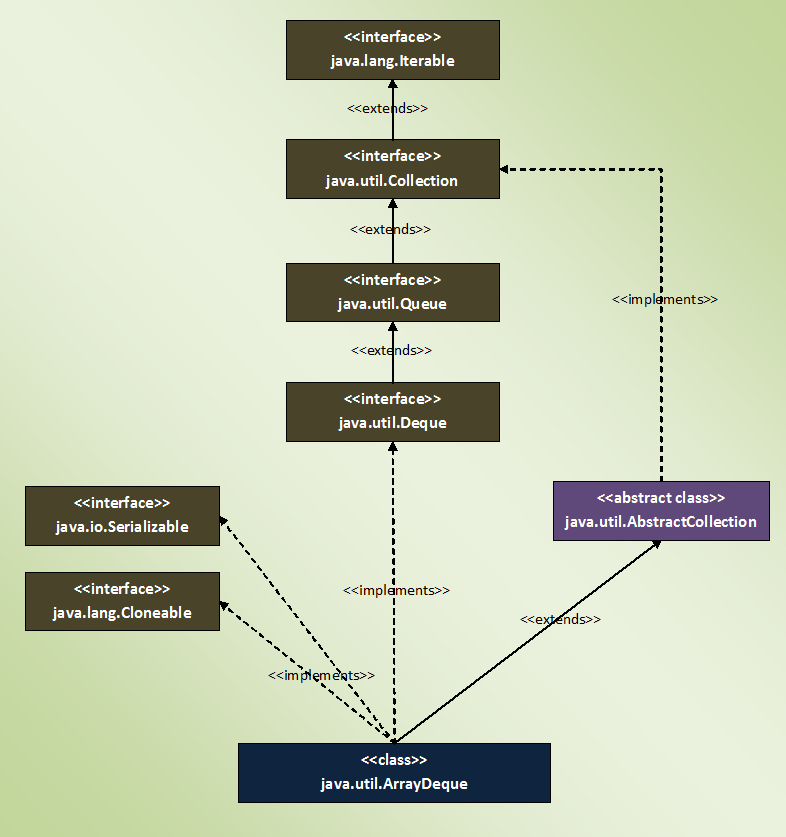 <<interface>>
java.lang.Iterable
<<extends>>
<<interface>>
java.util.Collection
<<extends>>
<<interface>>
java.util.Queue
<<implements>>
<<extends>>
<<interface>>
java.util.Deque
<<interface>>
java.io.Serializable
<<abstract class>>
java.util.AbstractCollection
<<interface>>
java.lang.Cloneable
<<implements>>
<<extends>>
<<implements>>
<<class>>
java.util.ArrayDeque